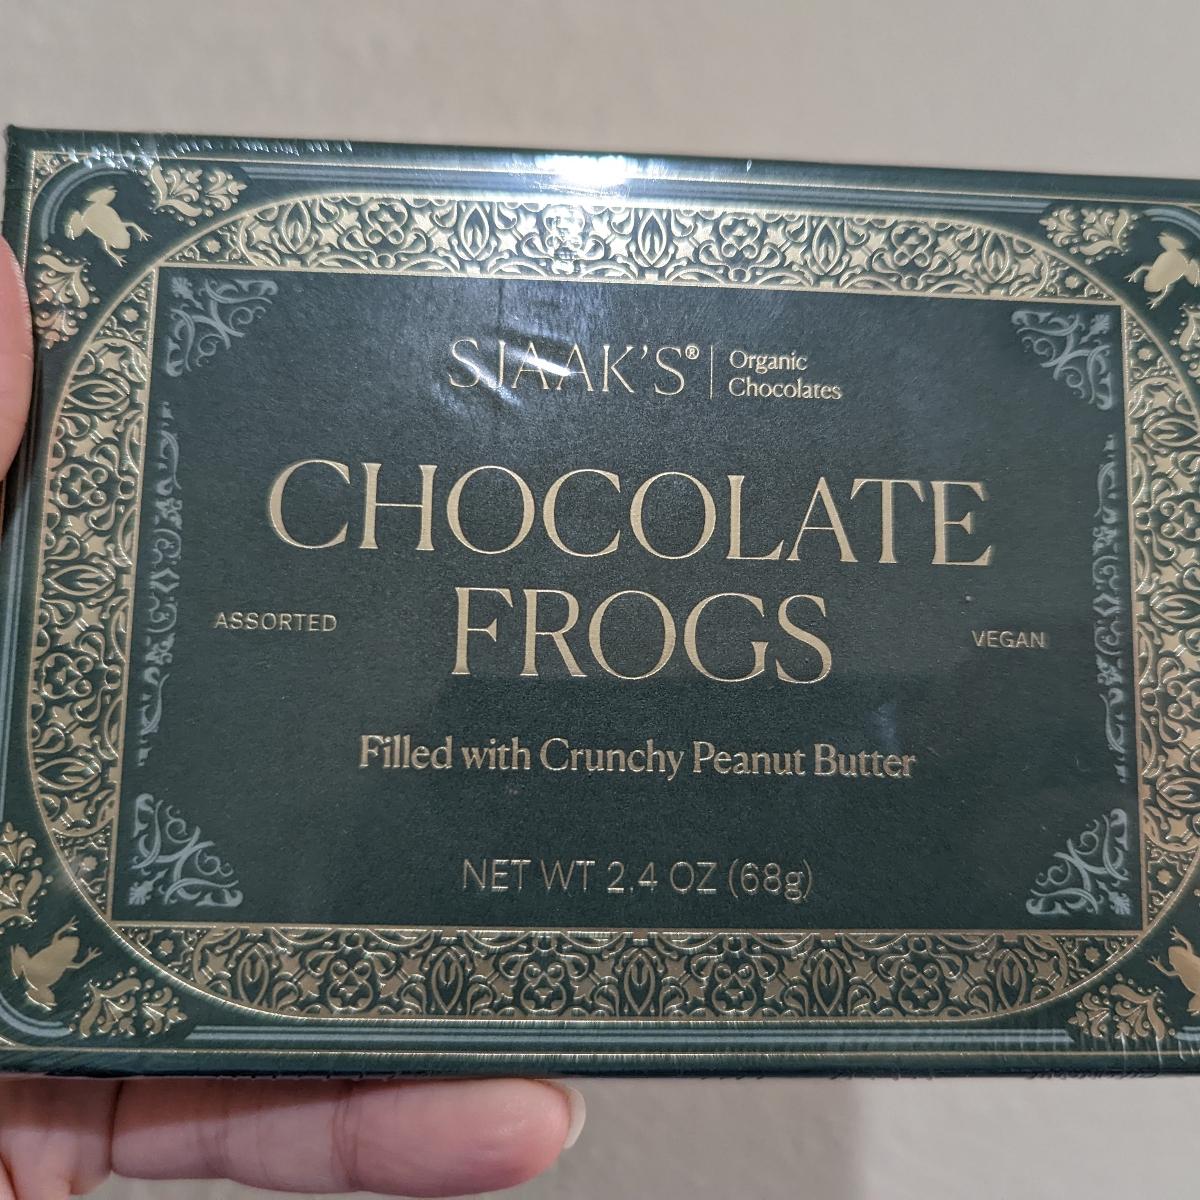 SJAAK'S® | Organic
Chocolates
CHOCOLATE
FROGS
ASSORTED
VEGAN
Filled with Crunchy Peanut Butter
NET WT 2.4 OZ (68g)